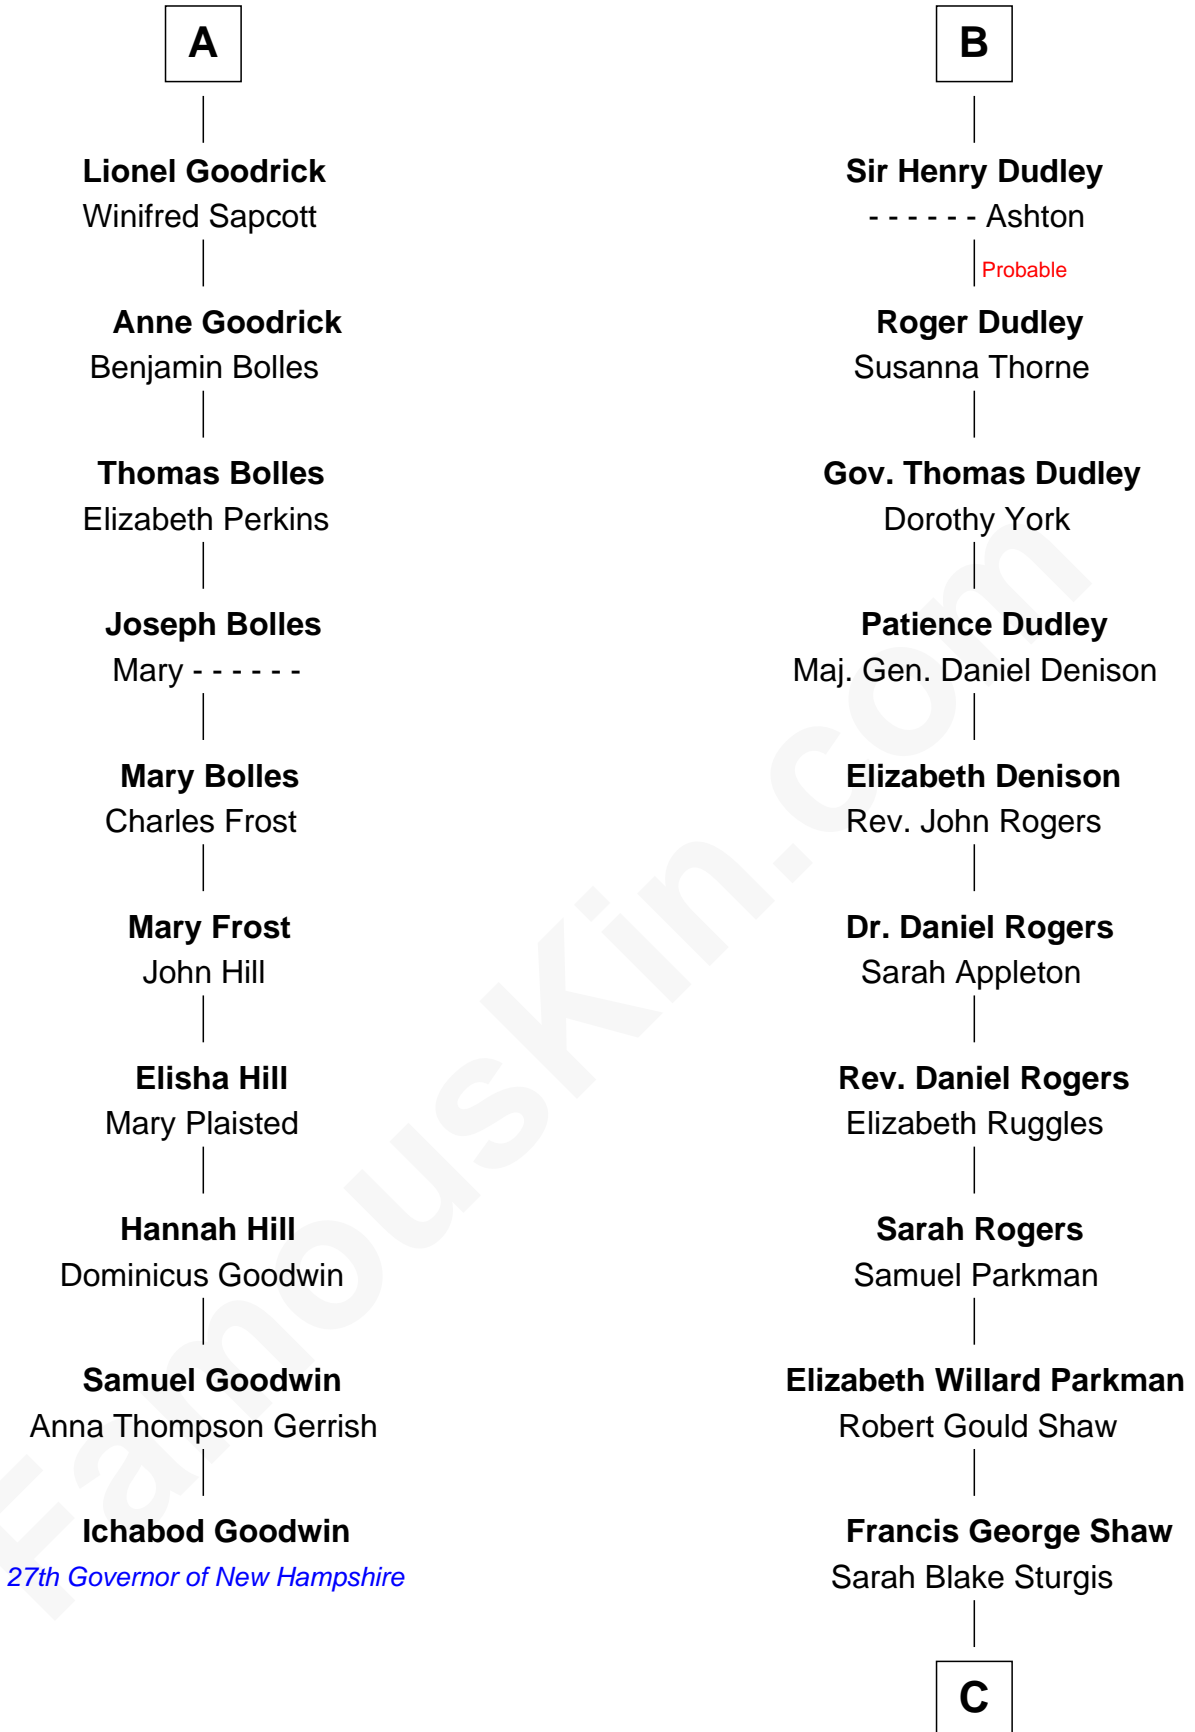 A
Lionel Goodrick
Winifred Sapcott
Anne Goodrick
Benjamin Bolles
Thomas Bolles
Elizabeth Perkins
Joseph Bolles
Mary - - - - - -
Mary Bolles
Charles Frost
Mary Frost
John Hill
Elisha Hill
Mary Plaisted
Hannah Hill
Dominicus Goodwin
Samuel Goodwin
Anna Thompson Gerrish
Ichabod Goodwin
27th Governor of New Hampshire
B
Sir Henry Dudley
- - - - - - Ashton
Probable
Roger Dudley
Susanna Thorne
Gov. Thomas Dudley
Dorothy York
Patience Dudley
Maj. Gen. Daniel Denison
Elizabeth Denison
Rev. John Rogers
Dr. Daniel Rogers
Sarah Appleton
Rev. Daniel Rogers
Elizabeth Ruggles
Sarah Rogers
Samuel Parkman
Elizabeth Willard Parkman
Robert Gould Shaw
Francis George Shaw
Sarah Blake Sturgis
C
FamousKin.com